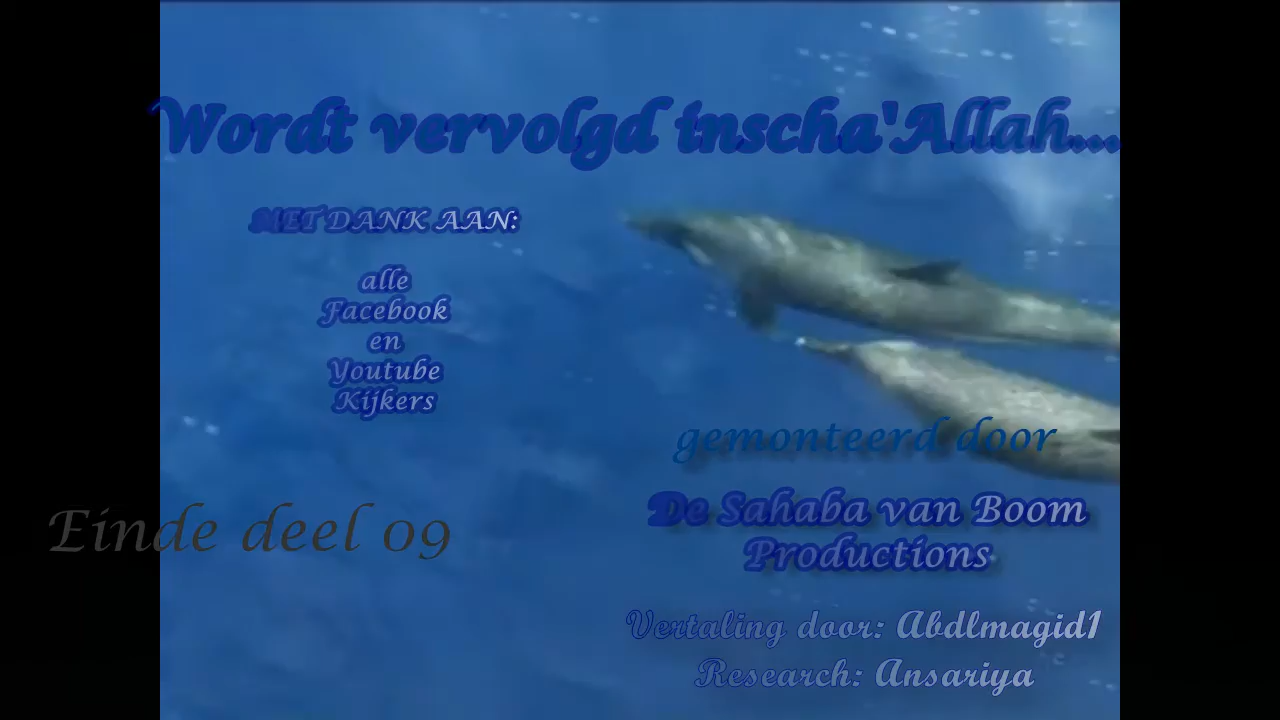 Wordt vervolgd inscha'Allah...
MET DANK AAN:
alle
Facebook
en
Youtube
Kijkers
gemonteerd door
De Sahaba van Boom
Productions
Einde deel 09
Vertaling door: Abdlmagid1
Research: Ansariya